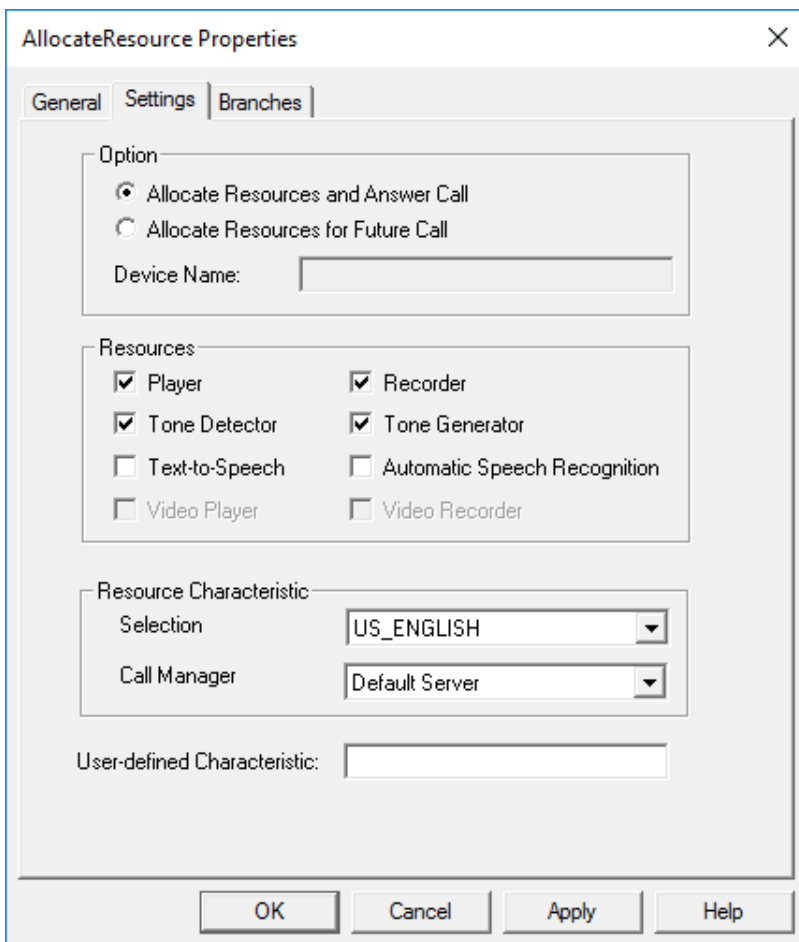 AllocateResource Properties
General Settings Branches
Option
Allocate Resources and Answer Call
Allocate Resources for Future Call
Device Name:
Resources
Player Recorder
Tone Detector Tone Generator
Text-to-Speech Automatic Speech Recognition
Video Player Video Recorder
Resource Characteristic
Selection US_ENGLISH
Call Manager Default Server
User-defined Characteristic:
OK Cancel Apply Help